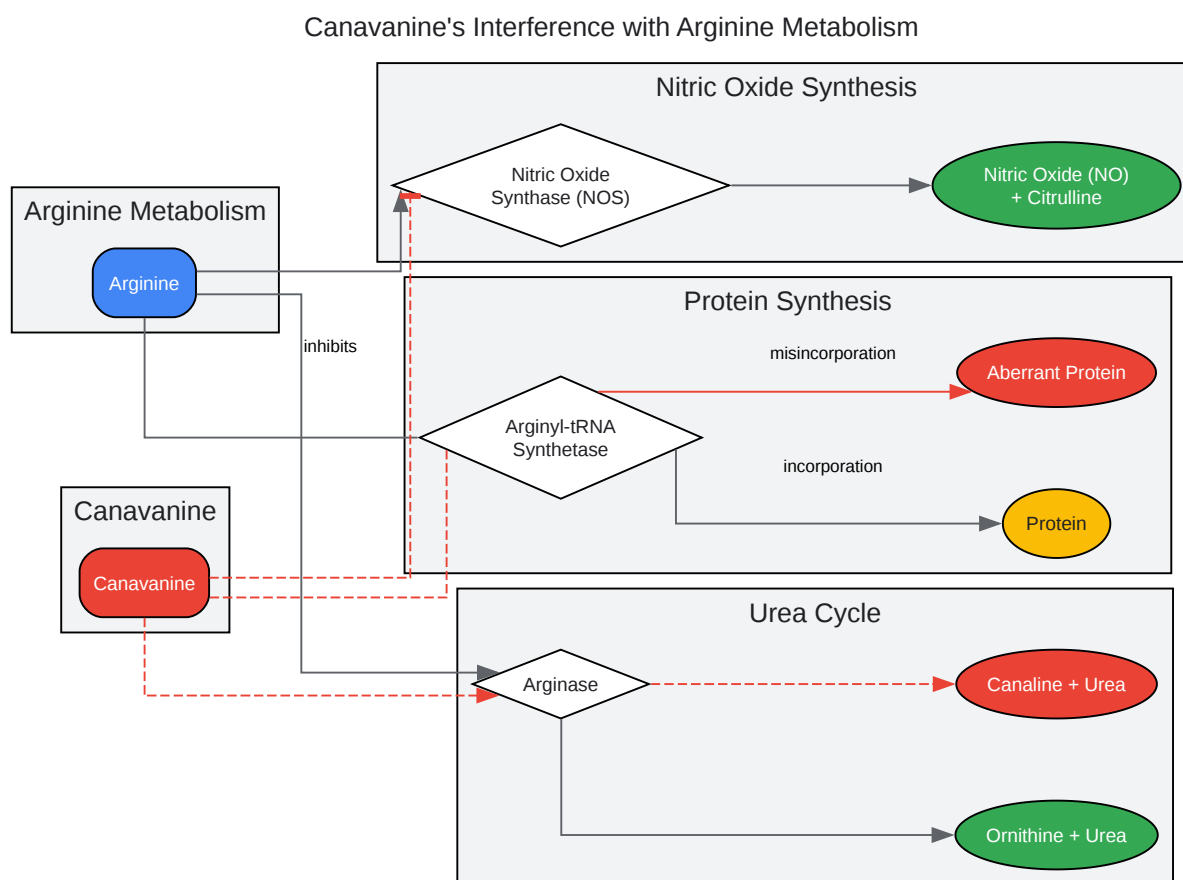 Canavanine's Interference with Arginine Metabolism
Nitric Oxide Synthesis
Nitric Oxide
Synthase (NOS)
Nitric Oxide (NO)
+ Citrulline
Arginine Metabolism
Arginine
inhibits
Protein Synthesis
misincorporation
Aberrant Protein
Arginyl-tRNA
Synthetase
incorporation
Protein
Canavanine
Canavanine
Urea Cycle
Arginase
Canaline + Urea
Ornithine + Urea